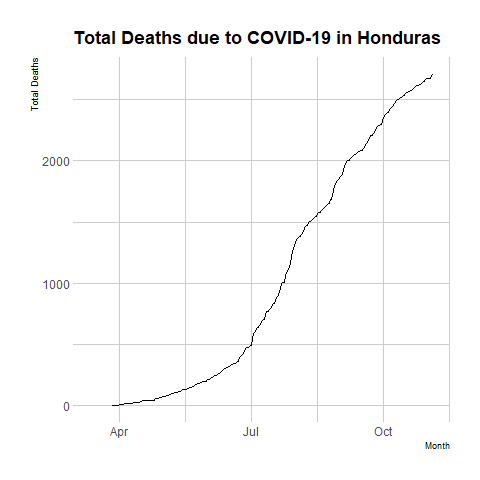 Total Deaths due to COVID-19 in Honduras
Total Deaths
2000
1000
0
Apr Jul Oct
Month